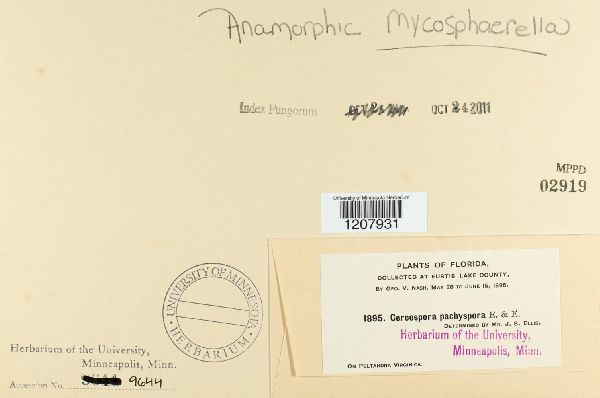 Anamorphic Mycosphaerella
Index Fungorum OCT 24 2011
MPPD
02919
University of Minnesota Herbarium
1207931
UNIVERSITY OF MINNESOTA
HERBARIUM
PLANTS OF FLORIDA,
COLLECTED AT EUSTIS, LAKE COUNTY,
BY GEO. V. NASH, MAY 28 TO JUNE 15, 1895.
1895. Cercospora pachyspora E. & E.
DETERMINED BY MR. J. B. ELLIS.
Herbarium of the University,
Minneapolis, Minn.
ON PELTANDRA VIRGINICA.
Herbarium of the University,
Minneapolis, Minn.
Accession No. 9644